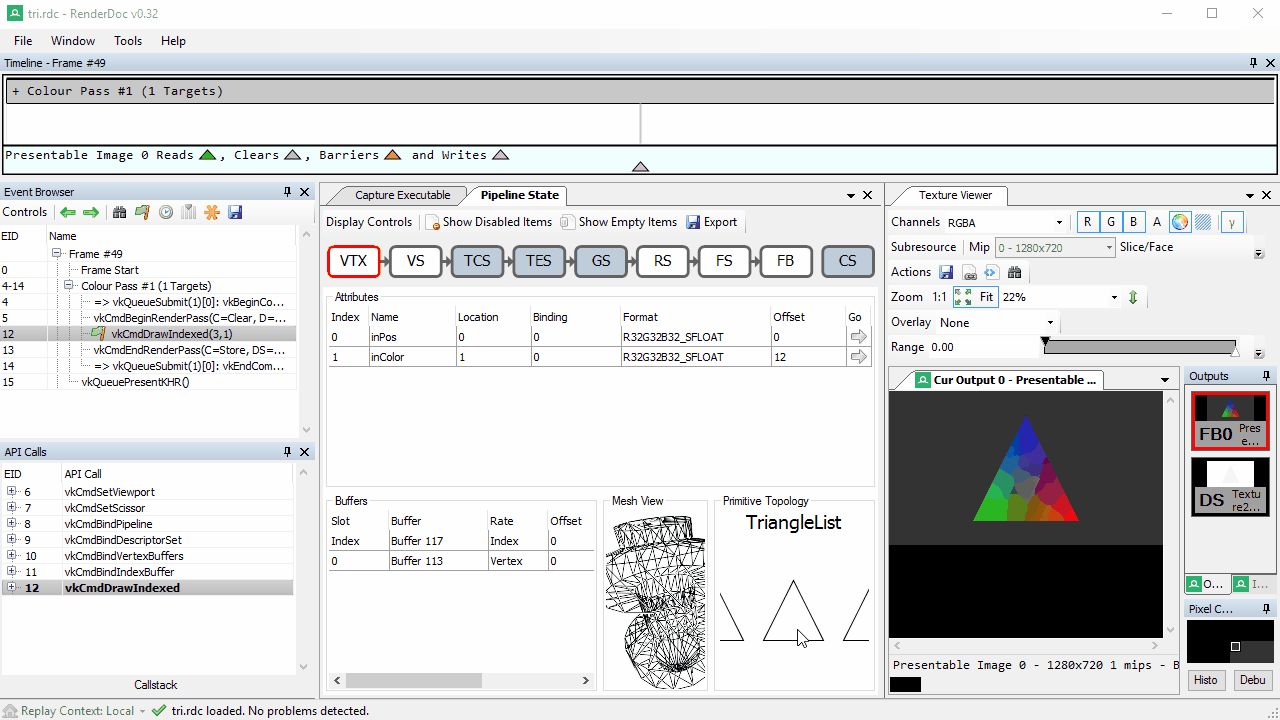 tri.rdc - RenderDoc v0.32
File Window Tools Help
Timeline - Frame #49
+ Colour Pass #1 (1 Targets)
Presentable Image 0 Reads , Clears , Barriers and Writes
Event Browser
Controls
EID Name
Frame #49
0 Frame Start
4-14 Colour Pass #1 (1 Targets)
4 => vkQueueSubmit(1)[0]: vkBeginCo...
5 vkCmdBeginRenderPass(C=Clear, D=...
12 vkCmdDrawIndexed(3,1)
13 vkCmdEndRenderPass(C=Store, DS=...
14 => vkQueueSubmit(1)[0]: vkEndCom...
15 vkQueuePresentKHR()
API Calls
EID API Call
6 vkCmdSetViewport
7 vkCmdSetScissor
8 vkCmdBindPipeline
9 vkCmdBindDescriptorSet
10 vkCmdBindVertexBuffers
11 vkCmdBindIndexBuffer
12 vkCmdDrawIndexed
Callstack
Capture Executable Pipeline State
Display Controls Show Disabled Items Show Empty Items Export
VTX VS TCS TES GS RS FS FB CS
Attributes
Index Name Location Binding Format Offset Go
0 inPos 0 0 R32G32B32_SFLOAT 0
1 inColor 1 0 R32G32B32_SFLOAT 12
Buffers
Slot Buffer Rate Offset
Index Buffer 117 Index 0
0 Buffer 113 Vertex 0
Mesh View
Primitive Topology
TriangleList
Texture Viewer
Channels RGBA R G B A γ
Subresource Mip 0 - 1280x720 Slice/Face
Actions
Zoom 1:1 Fit 22%
Overlay None
Range 0.00
Cur Output 0 - Presentable ...
Presentable Image 0 - 1280x720 1 mips - B
Outputs
FB0 Prese...
DS Texture2...
O... I...
Pixel C...
Histo Debu
Replay Context: Local tri.rdc loaded. No problems detected.